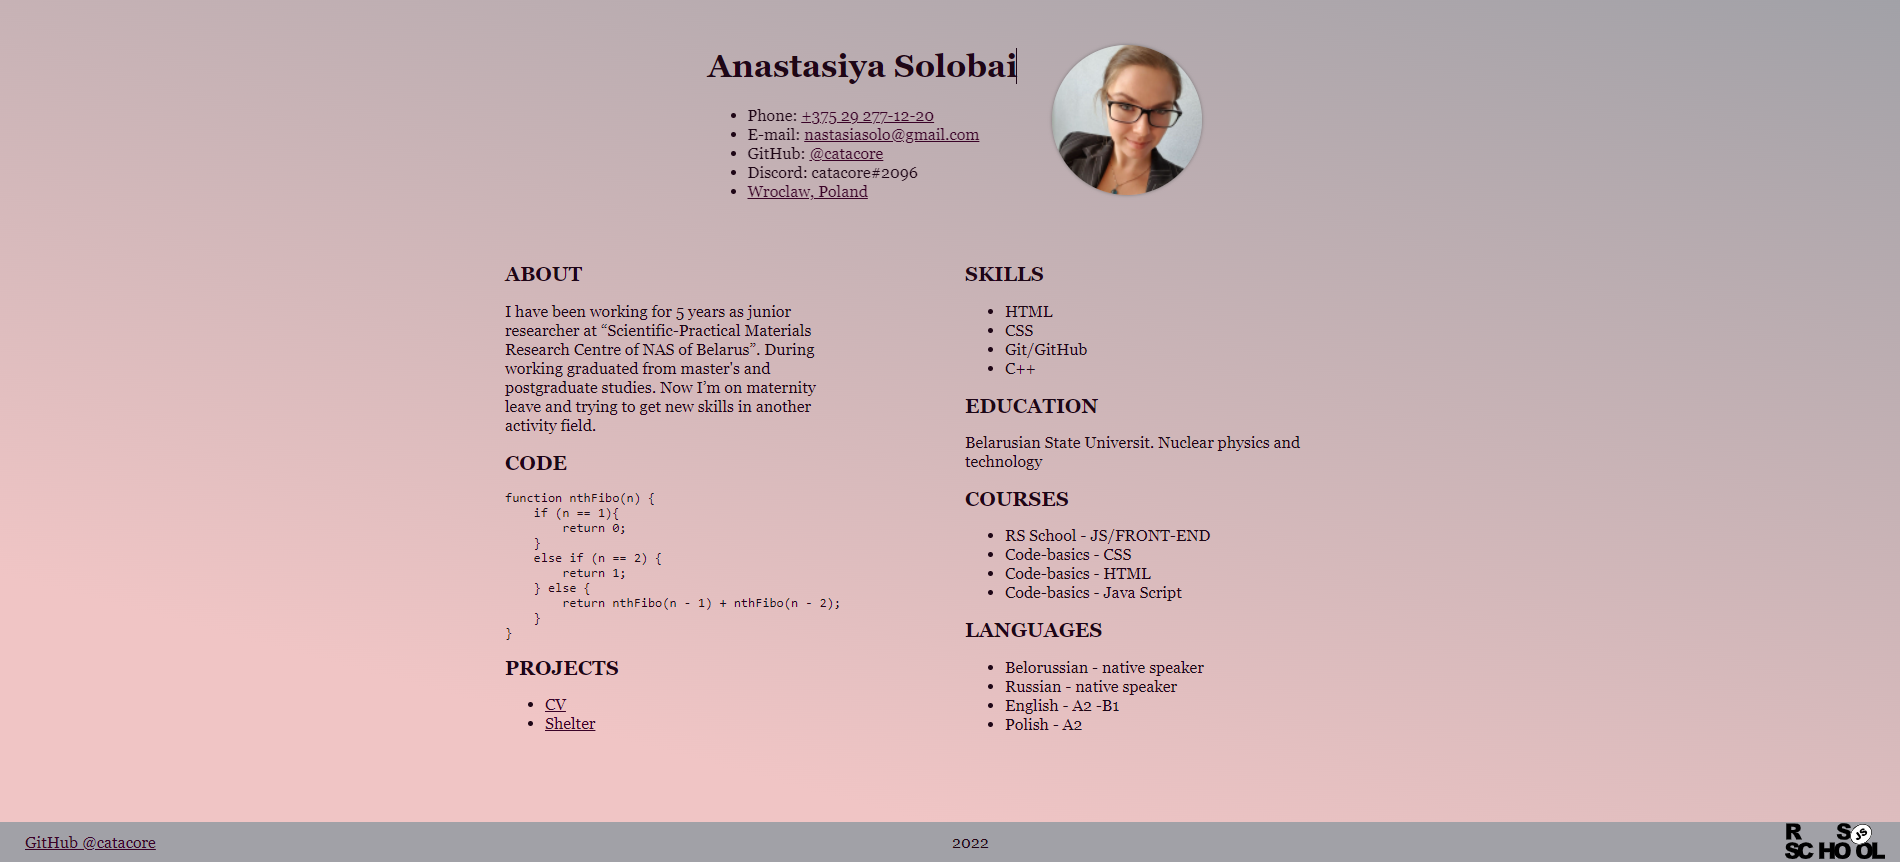 Anastasiya Solobai
Phone: +375 29 277-12-20
E-mail: nastasiasolo@gmail.com
GitHub: @catacore
Discord: catacore#2096
Wroclaw, Poland
ABOUT
I have been working for 5 years as junior
researcher at “Scientific-Practical Materials
Research Centre of NAS of Belarus”. During
working graduated from master's and
postgraduate studies. Now I’m on maternity
leave and trying to get new skills in another
activity field.
CODE
function nthFibo(n) {
    if (n == 1){
        return 0;
    }
    else if (n == 2) {
        return 1;
    } else {
        return nthFibo(n - 1) + nthFibo(n - 2);
    }
}
PROJECTS
CV
Shelter
SKILLS
HTML
CSS
Git/GitHub
C++
EDUCATION
Belarusian State Universit. Nuclear physics and
technology
COURSES
RS School - JS/FRONT-END
Code-basics - CSS
Code-basics - HTML
Code-basics - Java Script
LANGUAGES
Belorussian - native speaker
Russian - native speaker
English - A2 -B1
Polish - A2
GitHub @catacore
2022
RS JS
SCHOOL